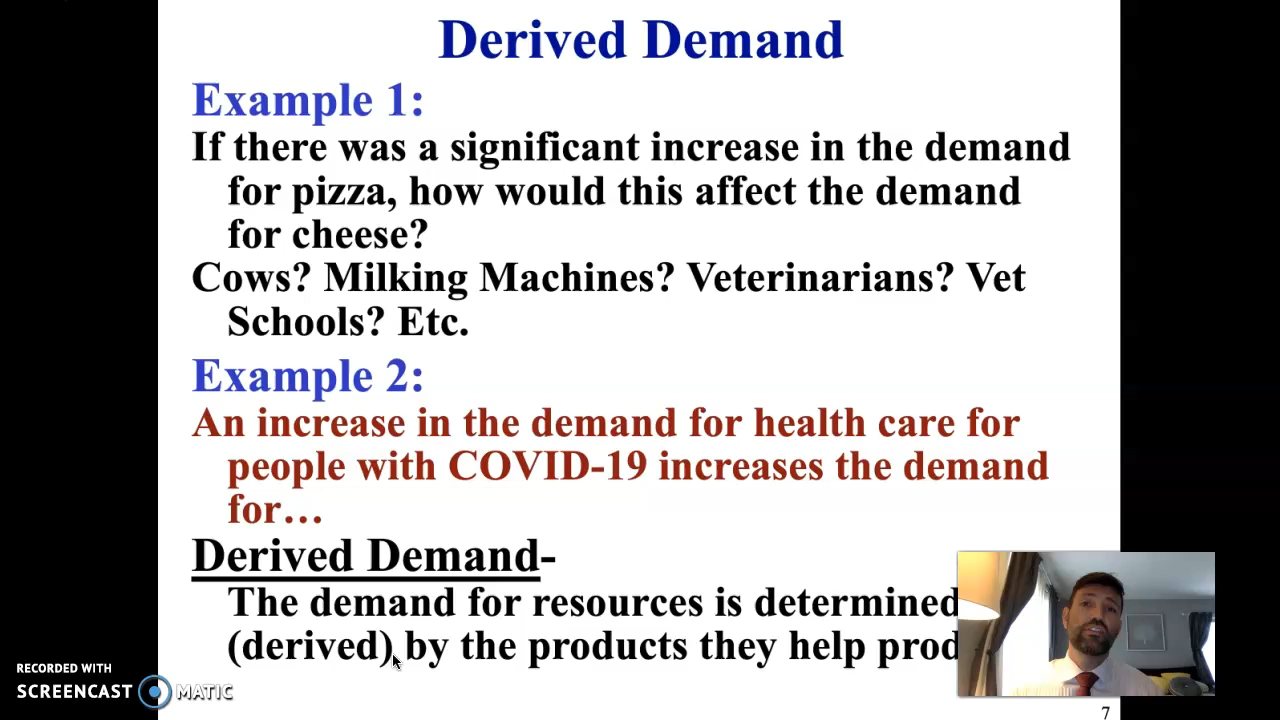 Derived Demand
Example 1:
If there was a significant increase in the demand
for pizza, how would this affect the demand
for cheese?
Cows? Milking Machines? Veterinarians? Vet
Schools? Etc.
Example 2:
An increase in the demand for health care for
people with COVID-19 increases the demand
for…
Derived Demand-
The demand for resources is determined
(derived) by the products they help prod
RECORDED WITH
SCREENCAST MATIC
7